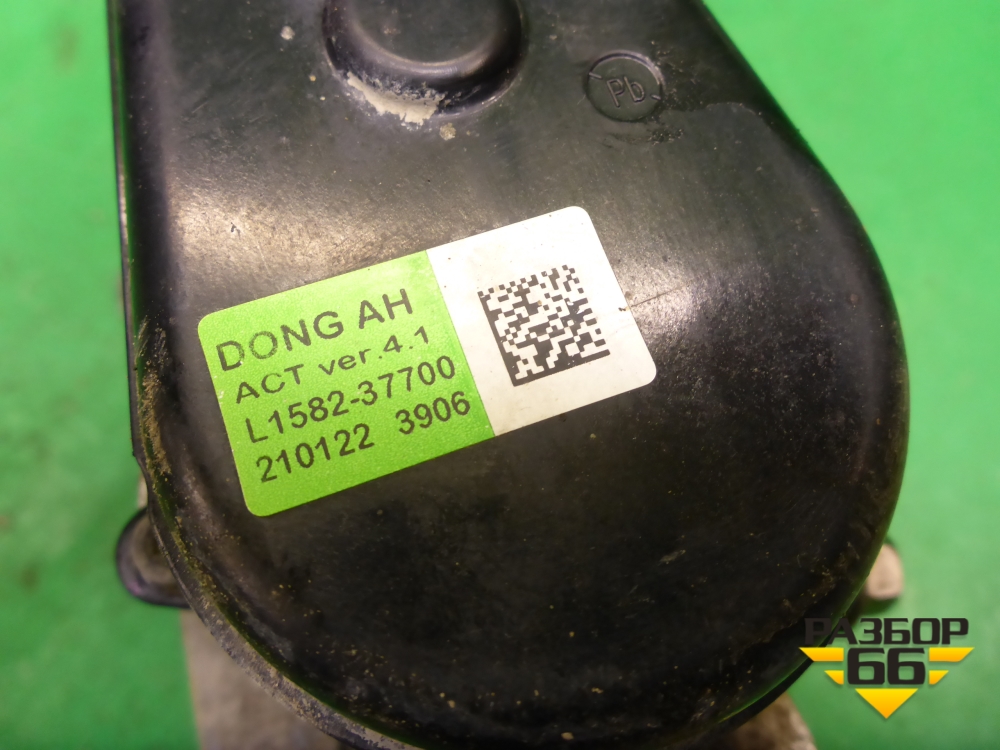 Pb
DONG AH
ACT ver.4.1
L1582-37700
210122 3906
РАЗБОР
66